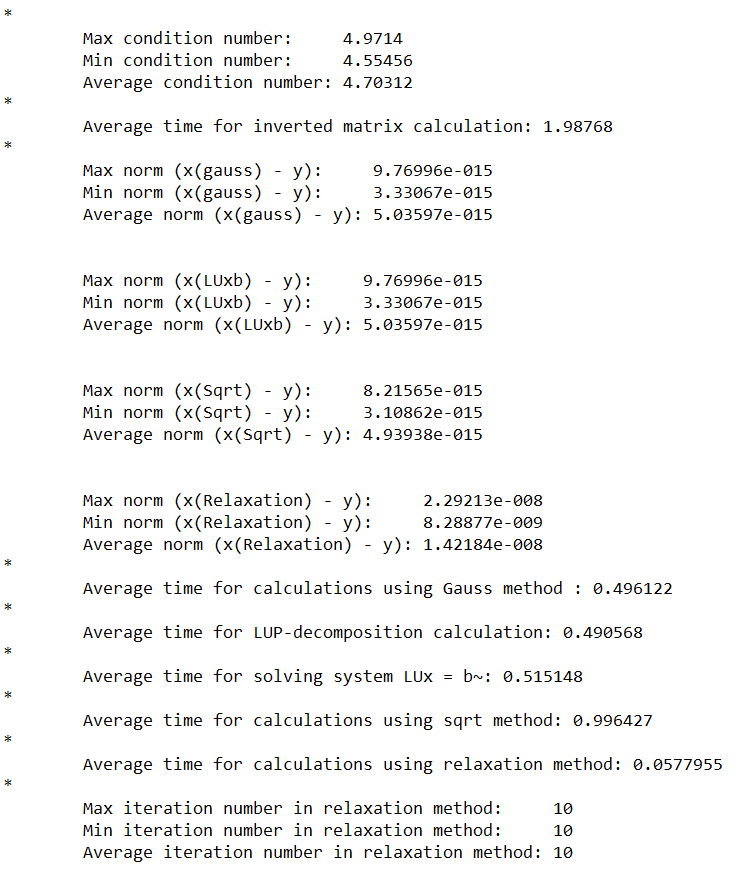 *
Max condition number: 4.9714
Min condition number: 4.55456
Average condition number: 4.70312
*
Average time for inverted matrix calculation: 1.98768
*
Max norm (x(gauss) - y): 9.76996e-015
Min norm (x(gauss) - y): 3.33067e-015
Average norm (x(gauss) - y): 5.03597e-015
Max norm (x(LUxb) - y): 9.76996e-015
Min norm (x(LUxb) - y): 3.33067e-015
Average norm (x(LUxb) - y): 5.03597e-015
Max norm (x(Sqrt) - y): 8.21565e-015
Min norm (x(Sqrt) - y): 3.10862e-015
Average norm (x(Sqrt) - y): 4.93938e-015
Max norm (x(Relaxation) - y): 2.29213e-008
Min norm (x(Relaxation) - y): 8.28877e-009
Average norm (x(Relaxation) - y): 1.42184e-008
*
Average time for calculations using Gauss method : 0.496122
*
Average time for LUP-decomposition calculation: 0.490568
*
Average time for solving system LUx = b~: 0.515148
*
Average time for calculations using sqrt method: 0.996427
*
Average time for calculations using relaxation method: 0.0577955
*
Max iteration number in relaxation method: 10
Min iteration number in relaxation method: 10
Average iteration number in relaxation method: 10